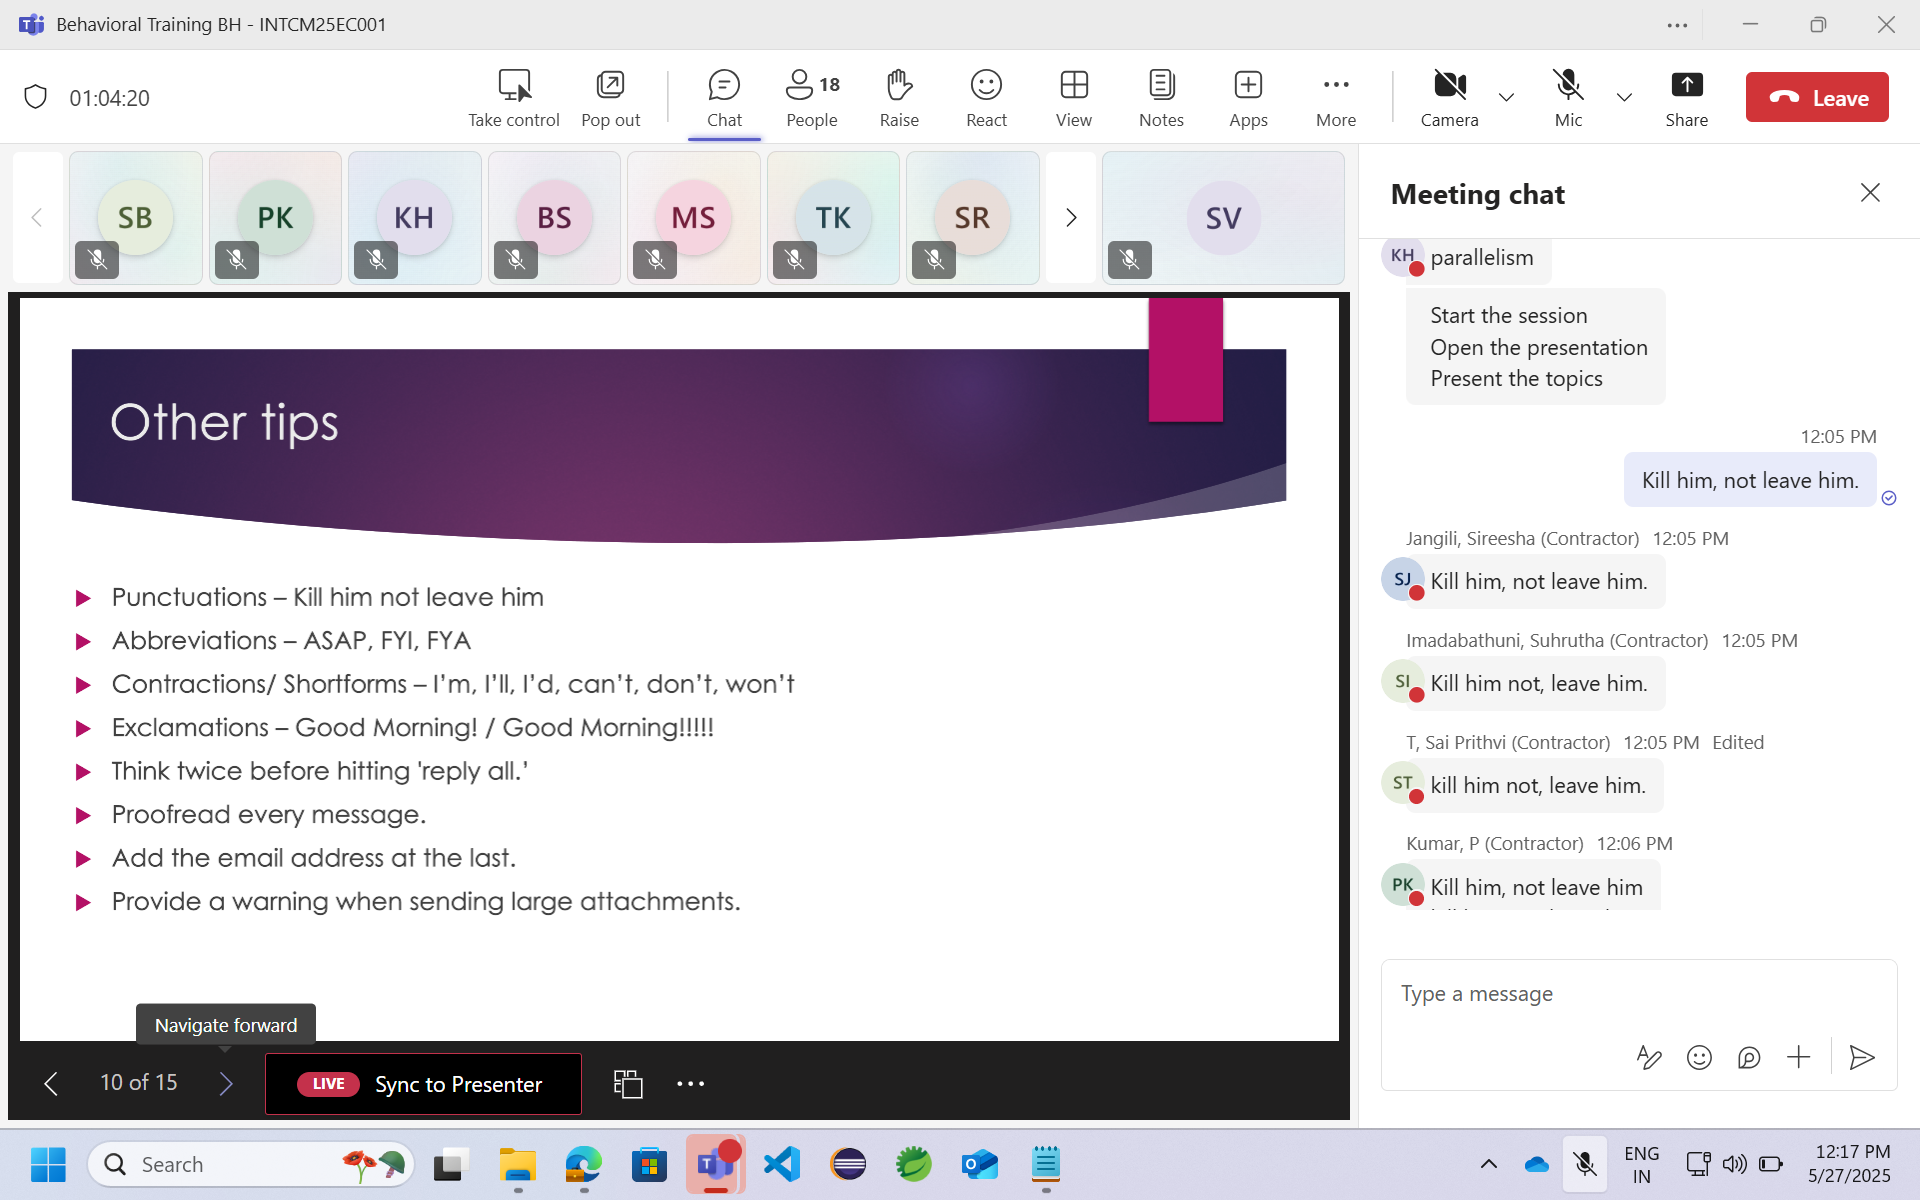 Behavioral Training BH - INTCM25EC001
01:04:20
Take control
Pop out
Chat
People
18
Raise
React
View
Notes
Apps
More
Camera
Mic
Share
Leave
SB
PK
KH
BS
MS
TK
SR
SV
Other tips
Punctuations – Kill him not leave him
Abbreviations – ASAP, FYI, FYA
Contractions/ Shortforms – I’m, I’ll, I’d, can’t, don’t, won’t
Exclamations – Good Morning! / Good Morning!!!!!
Think twice before hitting 'reply all.’
Proofread every message.
Add the email address at the last.
Provide a warning when sending large attachments.
Navigate forward
10 of 15
LIVE
Sync to Presenter
Meeting chat
KH
parallelism
Start the session
Open the presentation
Present the topics
12:05 PM
Kill him, not leave him.
Jangili, Sireesha (Contractor) 12:05 PM
SJ
Kill him, not leave him.
Imadabathuni, Suhrutha (Contractor) 12:05 PM
SI
Kill him not, leave him.
T, Sai Prithvi (Contractor) 12:05 PM Edited
ST
kill him not, leave him.
Kumar, P (Contractor) 12:06 PM
PK
Kill him, not leave him
Type a message
Search
ENG
IN
12:17 PM
5/27/2025